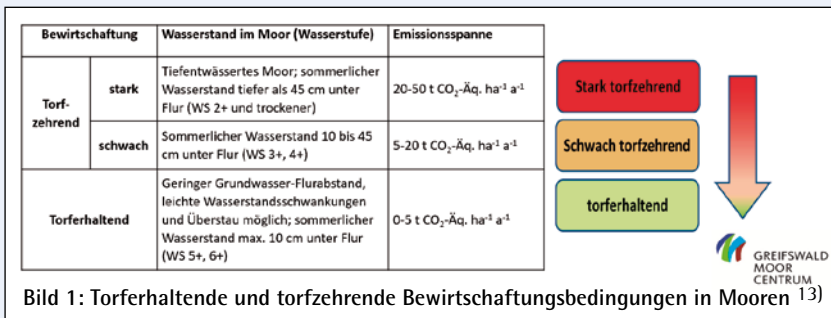 Bewirtschaftung Wasserstand im Moor (Wasserstufe) Emissionsspanne
Torf-
zehrend
stark
Tiefentwässertes Moor; sommerlicher
Wasserstand tiefer als 45 cm unter
Flur (WS 2+ und trockener)
20-50 t CO₂-Äq. ha⁻¹ a⁻¹
schwach
Sommerlicher Wasserstand 10 bis 45
cm unter Flur (WS 3+, 4+)
5-20 t CO₂-Äq. ha⁻¹ a⁻¹
Torferhaltend
Geringer Grundwasser-Flurabstand,
leichte Wasserstandsschwankungen
und Überstau möglich; sommerlicher
Wasserstand max. 10 cm unter Flur
(WS 5+, 6+)
0-5 t CO₂-Äq. ha⁻¹ a⁻¹
Stark torfzehrend
Schwach torfzehrend
torferhaltend
GREIFSWALD
MOOR
CENTRUM
Bild 1: Torferhaltende und torfzehrende Bewirtschaftungsbedingungen in Mooren ¹³⁾